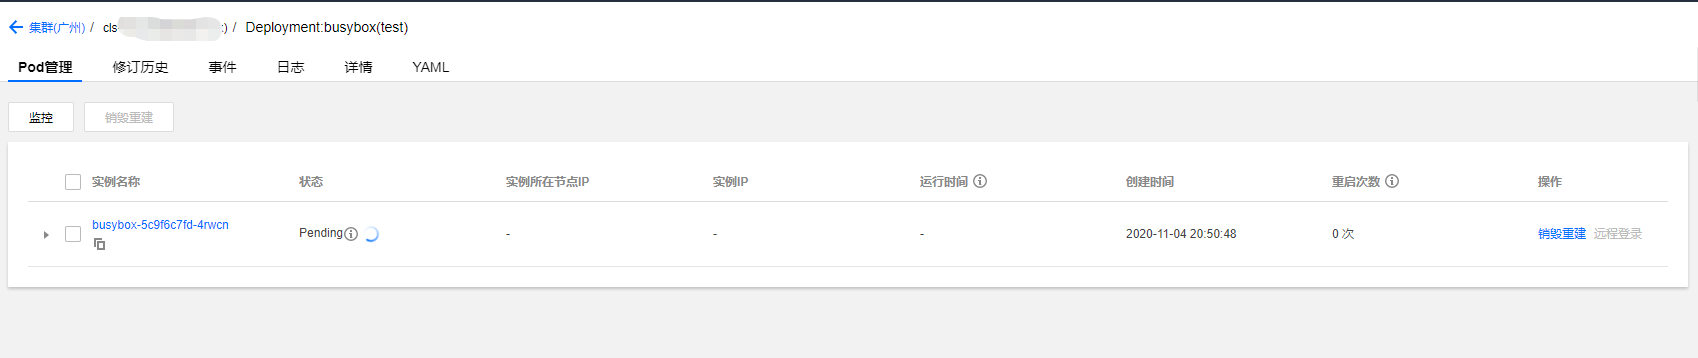 集群(广州) / cls :) / Deployment:busybox(test)
Pod管理 修订历史 事件 日志 详情 YAML
监控 销毁重建
实例名称 状态 实例所在节点IP 实例IP 运行时间 创建时间 重启次数 操作
busybox-5c9f6c7fd-4rwcn Pending - - - 2020-11-04 20:50:48 0 次 销毁重建 远程登录